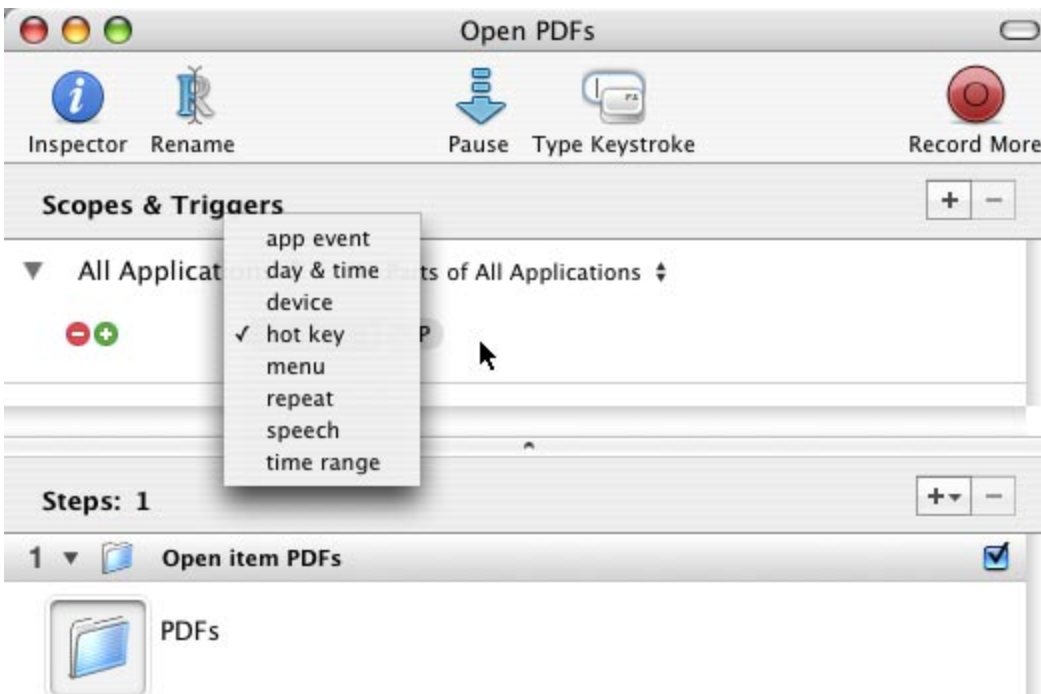 Open PDFs
Inspector Rename Pause Type Keystroke Record More
Scopes & Triggers + −
app event
All Applicat day & time ts of All Applications
device
✓ hot key P
menu
repeat
speech
time range
Steps: 1 + −
1 Open item PDFs
PDFs